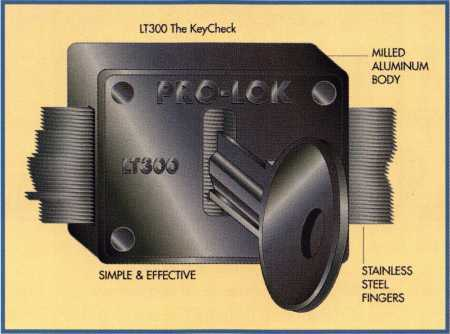 LT300 The KeyCheck
MILLED
ALUMINUM
BODY
PRO-LOK
LT300
SIMPLE & EFFECTIVE
STAINLESS
STEEL
FINGERS